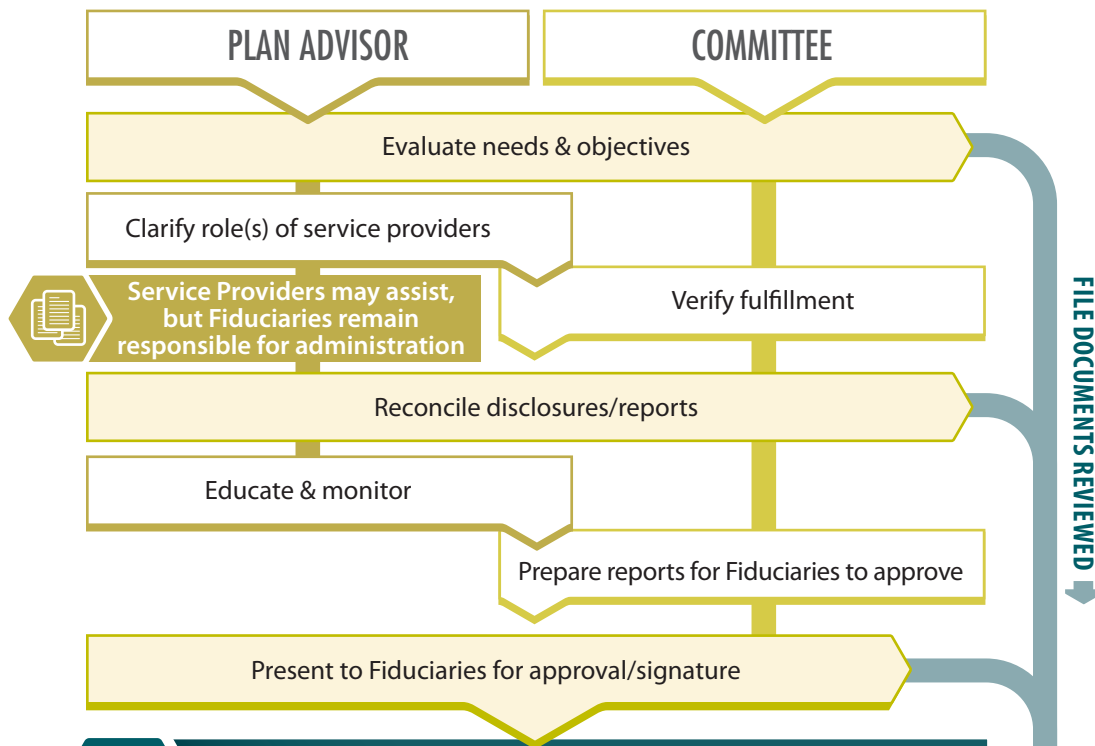 PLAN ADVISOR
COMMITTEE
Evaluate needs & objectives
Clarify role(s) of service providers
Service Providers may assist,
but Fiduciaries remain
responsible for administration
Verify fulfillment
Reconcile disclosures/reports
Educate & monitor
Prepare reports for Fiduciaries to approve
Present to Fiduciaries for approval/signature
FILE DOCUMENTS REVIEWED